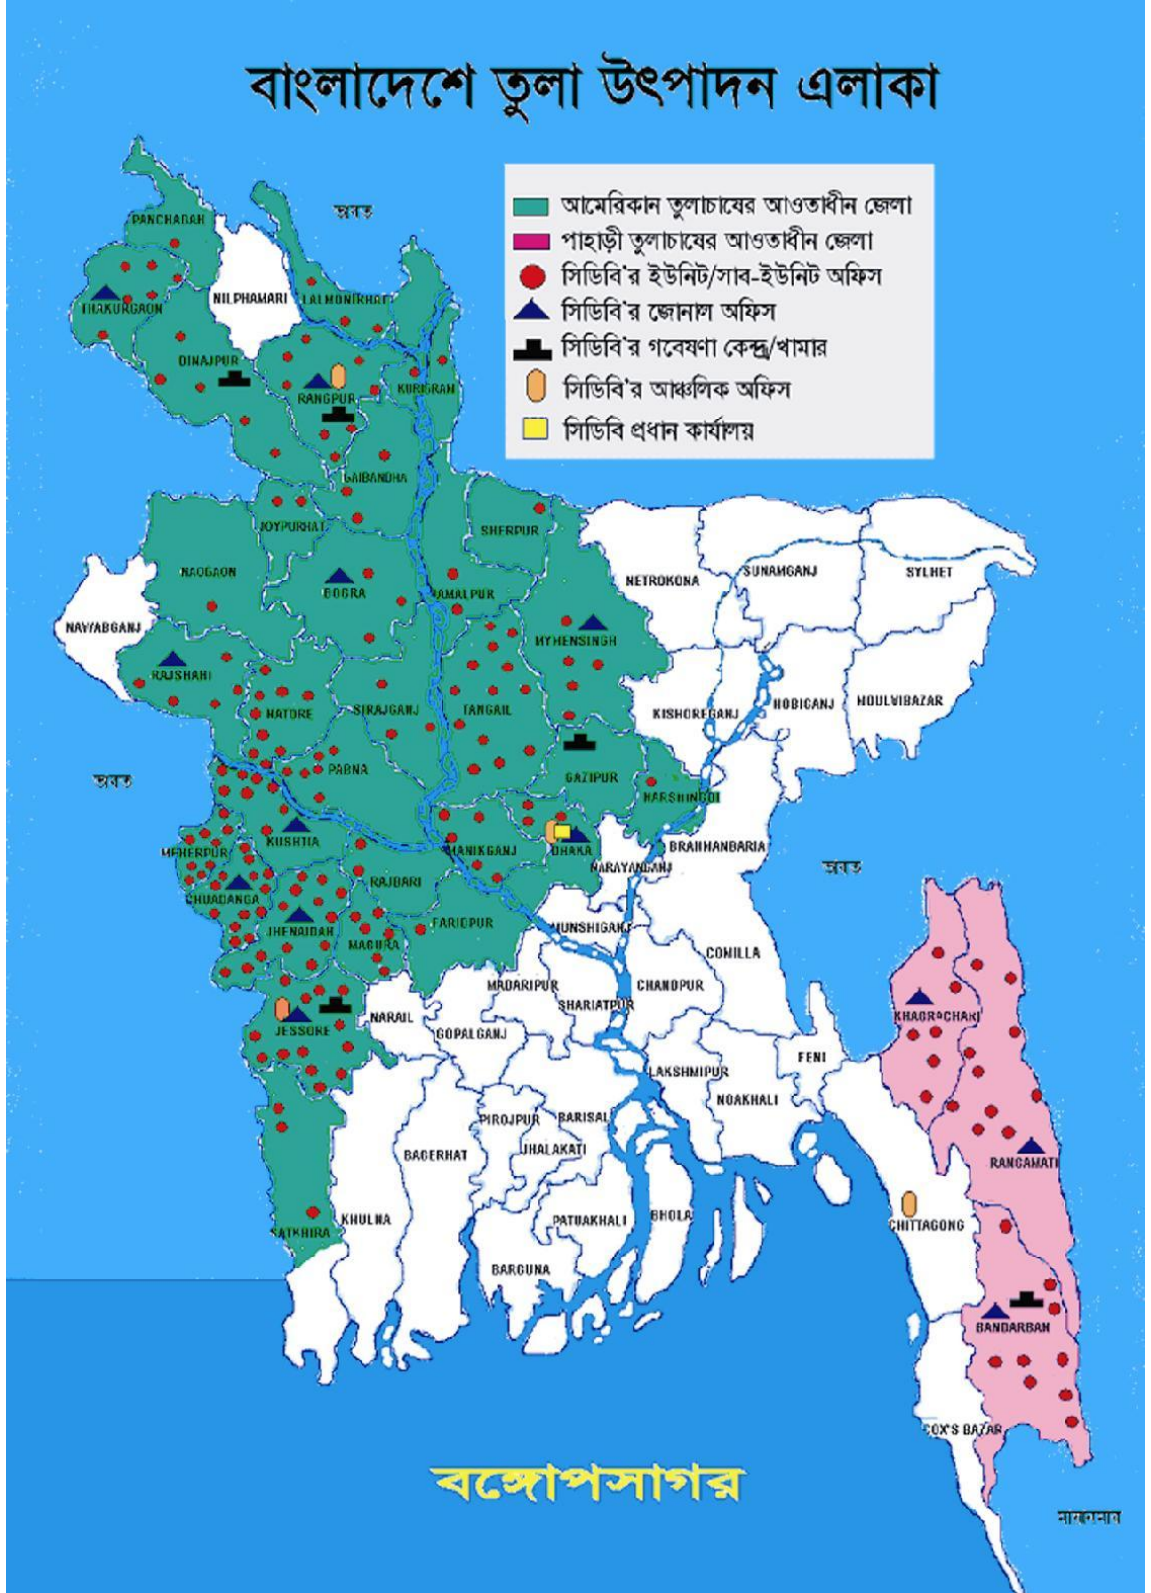 বাংলাদেশে তুলা উৎপাদন এলাকা
আমেরিকান তুলাচাষের আওতাধীন জেলা
পাহাড়ী তুলাচাষের আওতাধীন জেলা
সিডিবি'র ইউনিট/সাব-ইউনিট অফিস
সিডিবি'র জোনাল অফিস
সিডিবি'র গবেষণা কেন্দ্র/খামার
সিডিবি'র আঞ্চলিক অফিস
সিডিবি প্রধান কার্যালয়
ভারত
PANCHAGAH
THAKURGAON
NILPHAMARI
LALMONIRHAT
DINAJPUR
RANGPUR
KURIGRAM
GAIBANDHA
JOYPURHAT
SHERPUR
NAOGAON
BOGRA
JAMALPUR
NETROKONA
SUNAMGANJ
SYLHET
NAWABGANJ
MYMENSINGH
RAJSHAHI
NATORE
SIRAJGANJ
TANGAIL
KISHOREGANJ
HOBIGANJ
MOULVIBAZAR
ভারত
PABNA
GAZIPUR
NARSHINGDI
MEHERPUR
KUSHTIA
MANIKGANJ
DHAKA
BRAHMANBARIA
NARAYANGANJ
ভারত
CHUADANGA
RAJBARI
JHENAIDAH
MAGURA
FARIDPUR
MUNSHIGANJ
COMILLA
MADARIPUR
SHARIATPUR
CHANDPUR
JESSORE
NARAIL
GOPALGANJ
KHAGRACHARI
LAKSHMIPUR
FENI
NOAKHALI
PIROJPUR
BARISAL
JHALAKATI
BAGERHAT
RANGAMATI
SATKHIRA
KHULNA
PATUAKHALI
BHOLA
CHITTAGONG
BARGUNA
BANDARBAN
COX'S BAZAR
বঙ্গোপসাগর